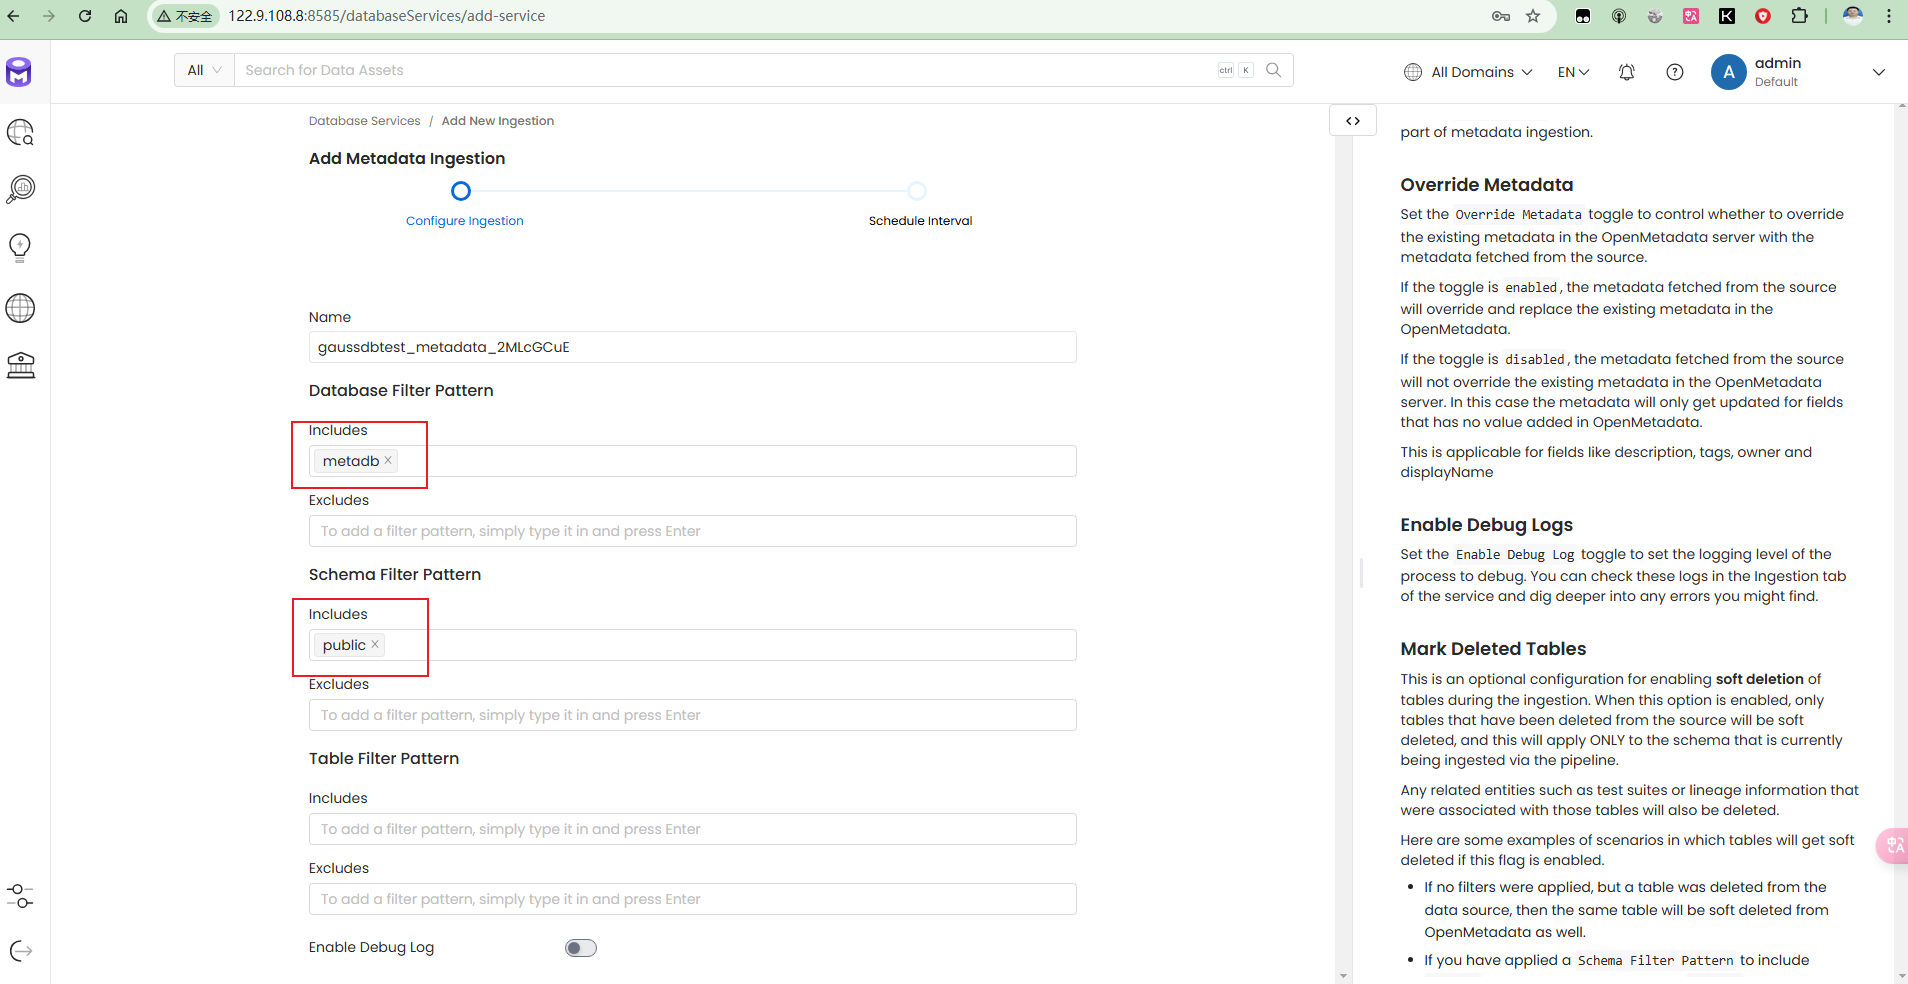 不安全
122.9.108.8:8585/databaseServices/add-service
All
Search for Data Assets
ctrl K
All Domains
EN
A
admin
Default
Database Services / Add New Ingestion
Add Metadata Ingestion
Configure Ingestion
Schedule Interval
Name
gaussdbtest_metadata_2MLcGCuE
Database Filter Pattern
Includes
metadb
Excludes
To add a filter pattern, simply type it in and press Enter
Schema Filter Pattern
Includes
public
Excludes
To add a filter pattern, simply type it in and press Enter
Table Filter Pattern
Includes
To add a filter pattern, simply type it in and press Enter
Excludes
To add a filter pattern, simply type it in and press Enter
Enable Debug Log
part of metadata ingestion.
Override Metadata
Set the Override Metadata toggle to control whether to override
the existing metadata in the OpenMetadata server with the
metadata fetched from the source.
If the toggle is enabled, the metadata fetched from the source
will override and replace the existing metadata in the
OpenMetadata.
If the toggle is disabled, the metadata fetched from the source
will not override the existing metadata in the OpenMetadata
server. In this case the metadata will only get updated for fields
that has no value added in OpenMetadata.
This is applicable for fields like description, tags, owner and
displayName
Enable Debug Logs
Set the Enable Debug Log toggle to set the logging level of the
process to debug. You can check these logs in the Ingestion tab
of the service and dig deeper into any errors you might find.
Mark Deleted Tables
This is an optional configuration for enabling soft deletion of
tables during the ingestion. When this option is enabled, only
tables that have been deleted from the source will be soft
deleted, and this will apply ONLY to the schema that is currently
being ingested via the pipeline.
Any related entities such as test suites or lineage information that
were associated with those tables will also be deleted.
Here are some examples of scenarios in which tables will get soft
deleted if this flag is enabled.
• If no filters were applied, but a table was deleted from the
data source, then the same table will be soft deleted from
OpenMetadata as well.
• If you have applied a Schema Filter Pattern to include